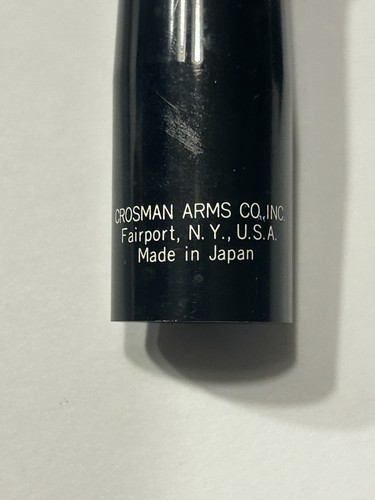 CROSMAN ARMS CO.,INC.
Fairport, N.Y., U.S.A.
Made in Japan